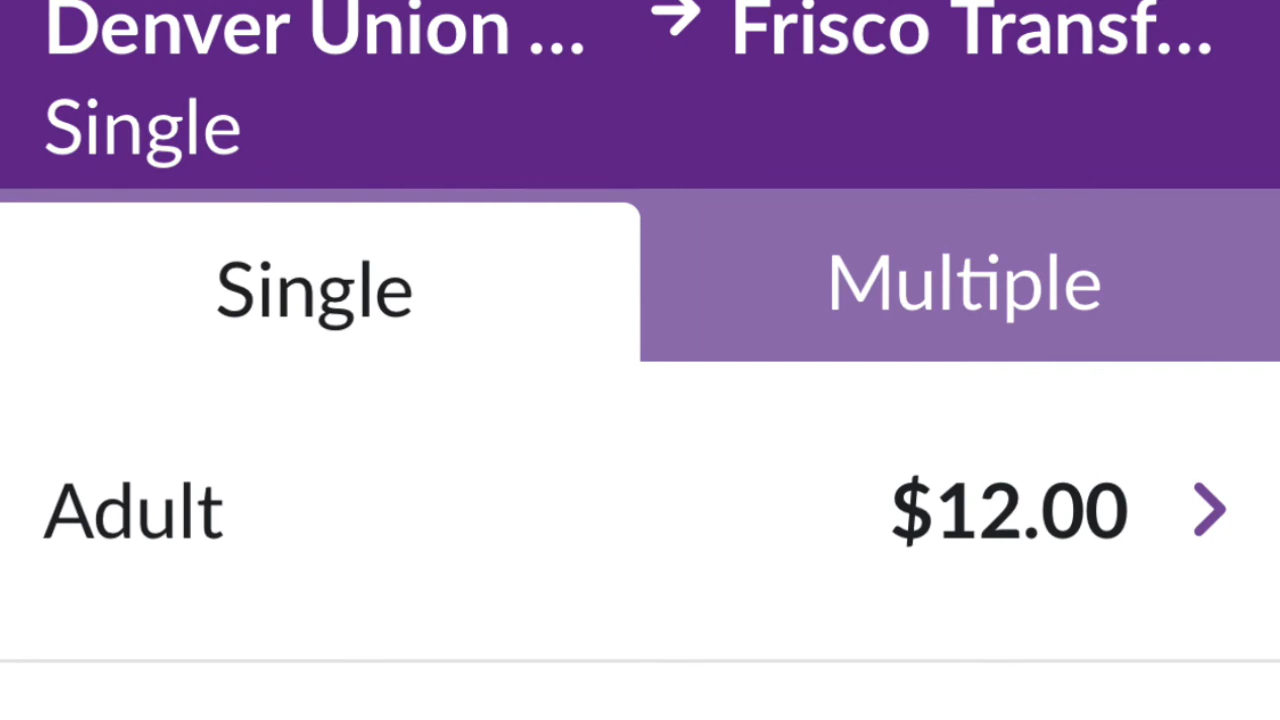 Denver Union ... → Frisco Transf...
Single
Single Multiple
Adult $12.00